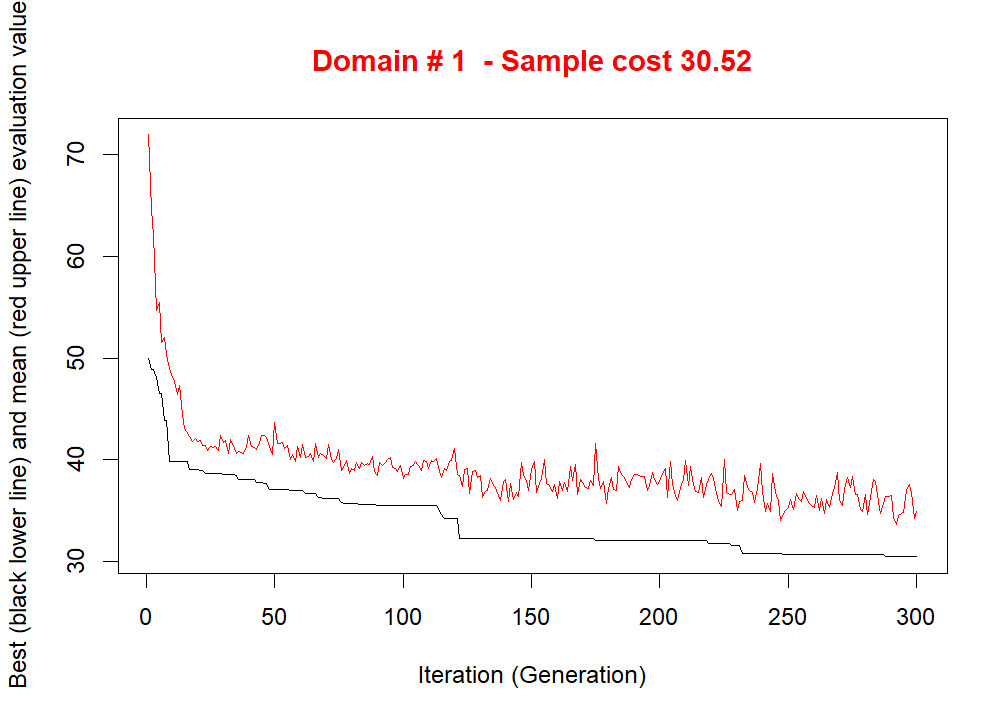 Domain # 1  - Sample cost 30.52
Best (black lower line) and mean (red upper line) evaluation value
70
60
50
40
30
0 50 100 150 200 250 300
Iteration (Generation)